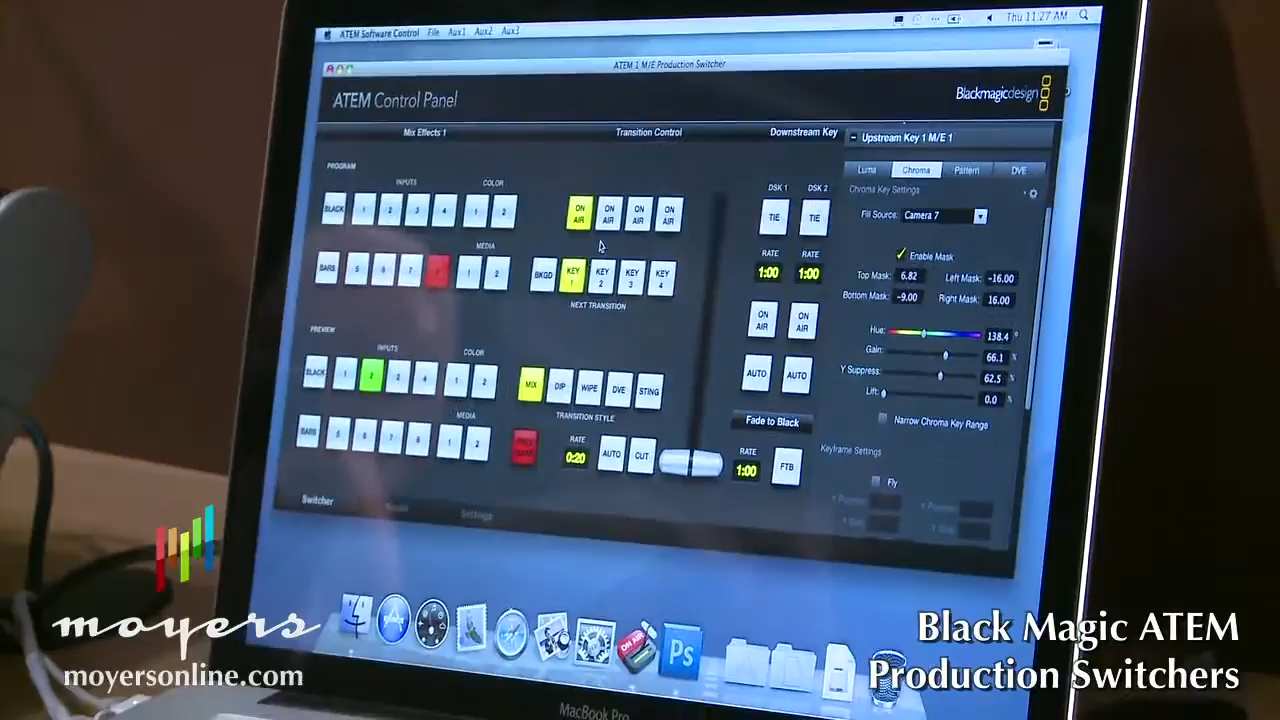 ATEM Software Control File Aux1 Aux2 Aux3
Thu 11:27 AM
ATEM 1 M/E Production Switcher
ATEM Control Panel
Blackmagicdesign
Mix Effects 1
Transition Control
Downstream Key
Upstream Key 1 M/E 1
PROGRAM
INPUTS
COLOR
BLACK 1 2 3 4 1 2
MEDIA
BARS 5 6 7 1 2
ON AIR ON AIR ON AIR ON AIR
BKGD KEY 1 KEY 2 KEY 3 KEY 4
NEXT TRANSITION
PREVIEW
INPUTS
COLOR
BLACK 1 2 3 4 1 2
MEDIA
BARS 5 6 7 8 1 2
MIX DIP WIPE DVE STING
TRANSITION STYLE
RATE
0:20 AUTO CUT
DSK 1 DSK 2
TIE TIE
RATE RATE
1:00 1:00
ON AIR ON AIR
AUTO AUTO
Fade to Black
RATE
1:00 FTB
Luma Chroma Pattern DVE
Chroma Key Settings
Fill Source: Camera 7
Enable Mask
Top Mask: 6.82 Left Mask: -16.00
Bottom Mask: -9.00 Right Mask: 16.00
Hue: 138.4 °
Gain: 66.1 %
Y Suppress: 62.5 %
Lift: 0.0 %
Narrow Chroma Key Range
Keyframe Settings
Fly
Switcher
Media
Settings
Ps
moyers
moyersonline.com
Black Magic ATEM
Production Switchers
MacBook Pro